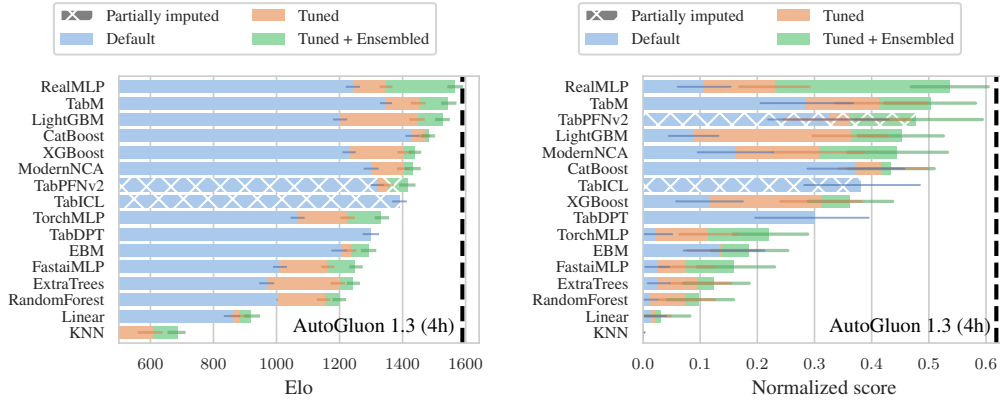 Partially imputed Tuned
Default Tuned + Ensembled
RealMLP
TabM
LightGBM
CatBoost
XGBoost
ModernNCA
TabPFNv2
TabICL
TorchMLP
TabDPT
EBM
FastaiMLP
ExtraTrees
RandomForest
Linear
KNN
AutoGluon 1.3 (4h)
600 800 1000 1200 1400 1600
Elo
Partially imputed Tuned
Default Tuned + Ensembled
RealMLP
TabM
TabPFNv2
LightGBM
ModernNCA
CatBoost
TabICL
XGBoost
TabDPT
TorchMLP
EBM
FastaiMLP
ExtraTrees
RandomForest
Linear
KNN
AutoGluon 1.3 (4h)
0.0 0.1 0.2 0.3 0.4 0.5 0.6
Normalized score